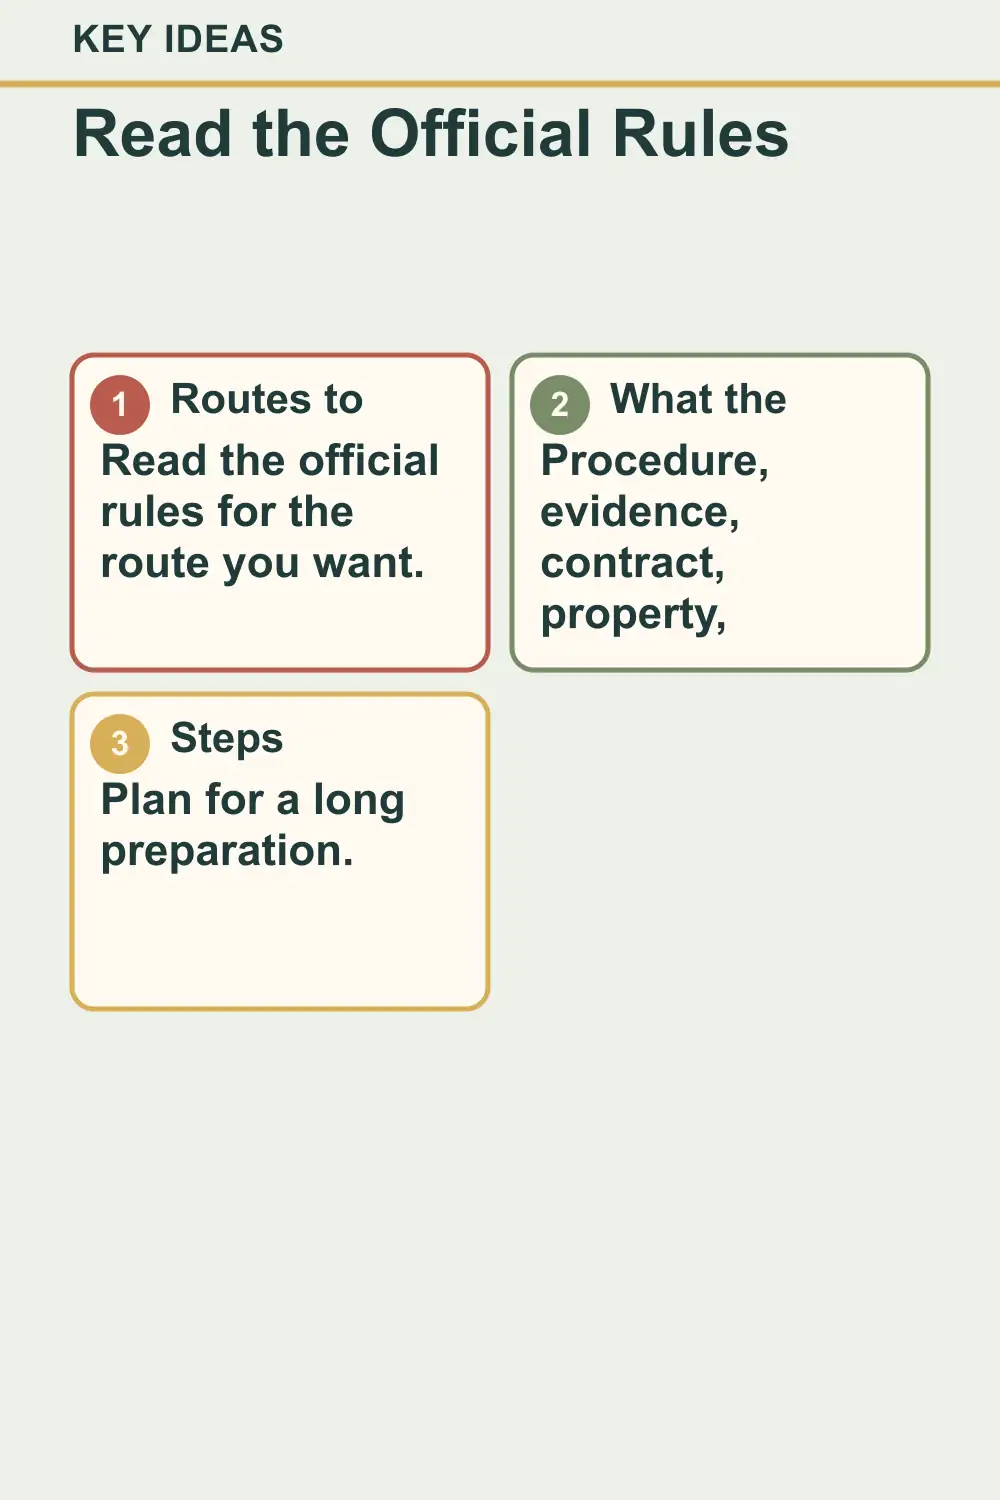 KEY IDEAS
Read the Official Rules
1 Routes to
Read the official
rules for the
route you want.
2 What the
Procedure,
evidence,
contract,
property,
3 Steps
Plan for a long
preparation.